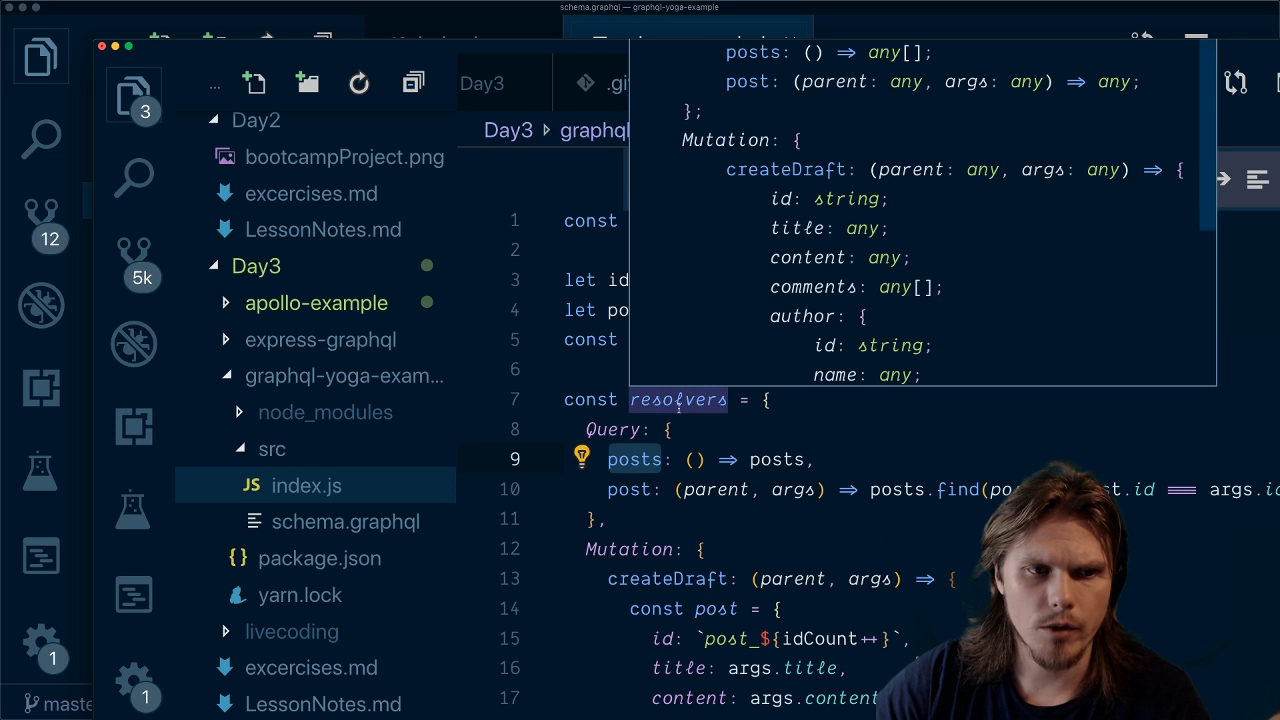 schema.graphql — graphql-yoga-example
12
1
master
3
5k
1
...
Day2
bootcampProject.png
excercises.md
LessonNotes.md
Day3
apollo-example
express-graphql
graphql-yoga-exam...
node_modules
src
JS index.js
schema.graphql
{} package.json
yarn.lock
livecoding
excercises.md
LessonNotes.md
Day3
Day3 graphql
posts: () => any[];
post: (parent: any, args: any) => any;
};
Mutation: {
createDraft: (parent: any, args: any) => {
id: string;
title: any;
content: any;
comments: any[];
author: {
id: string;
name: any;
1 const
2
3 let id
4 let po
5 const
6
7 const resolvers = {
8 Query: {
9 posts: () => posts,
10 post: (parent, args) => posts.find( .id === args.id
11 },
12 Mutation: {
13 createDraft: (parent, args) => {
14 const post = {
15 id: `post_${idCount++}`,
16 title: args.title,
17 content: args.content